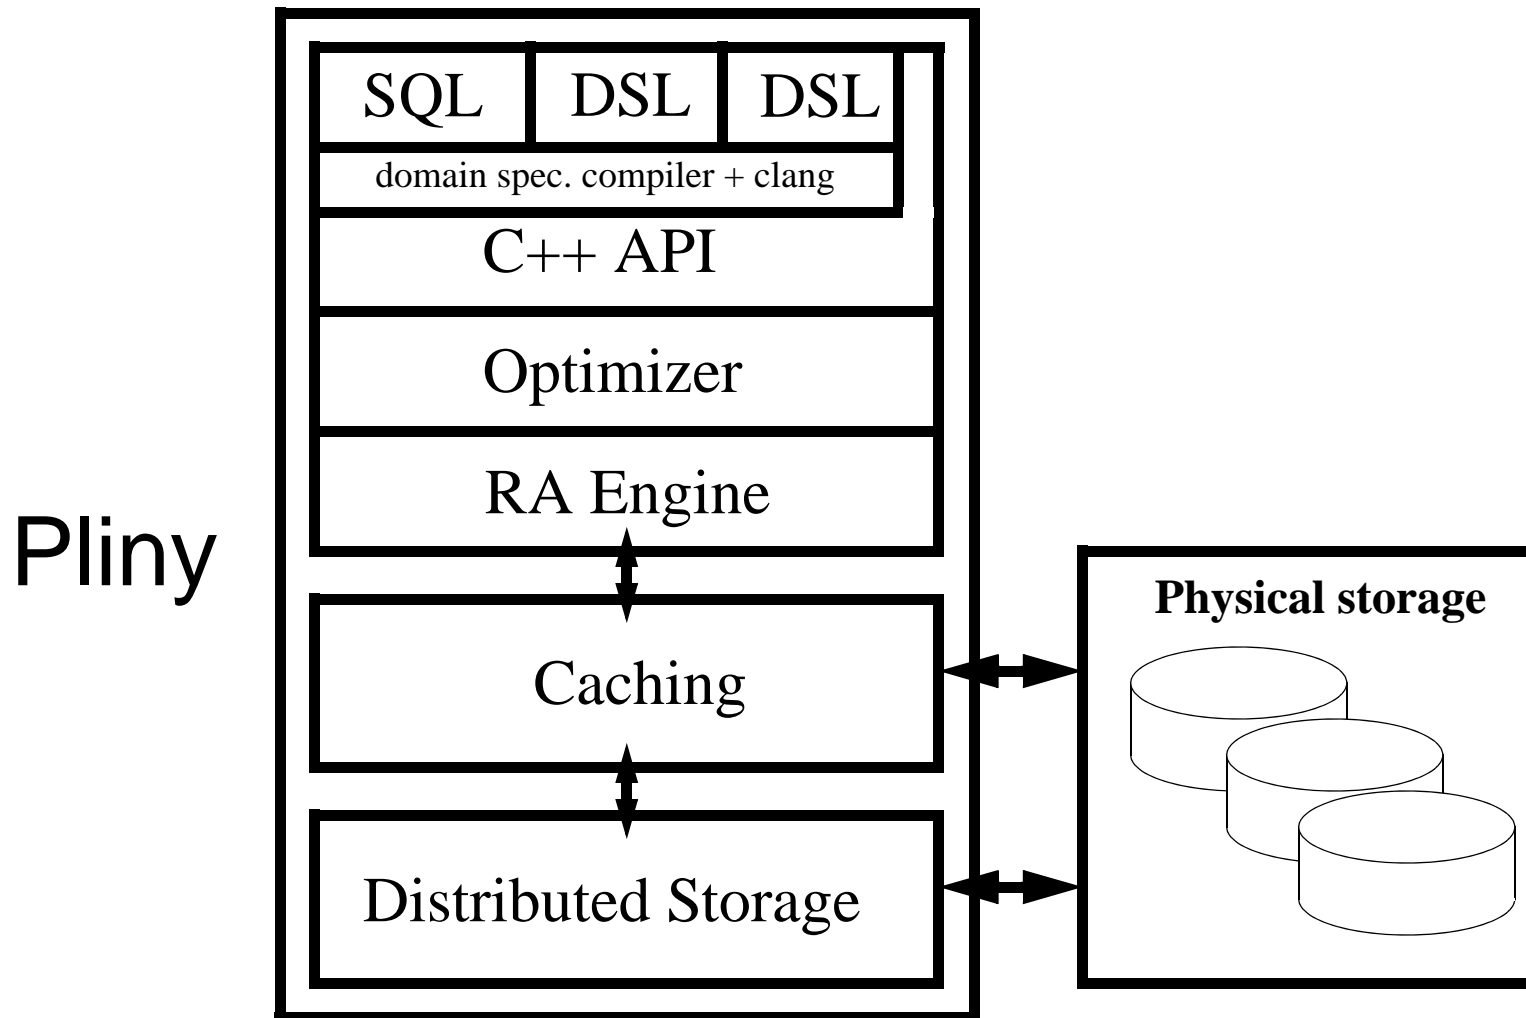 SQL DSL DSL
domain spec. compiler + clang
C++ API
Optimizer
RA Engine
Pliny
Physical storage
Caching
Distributed Storage